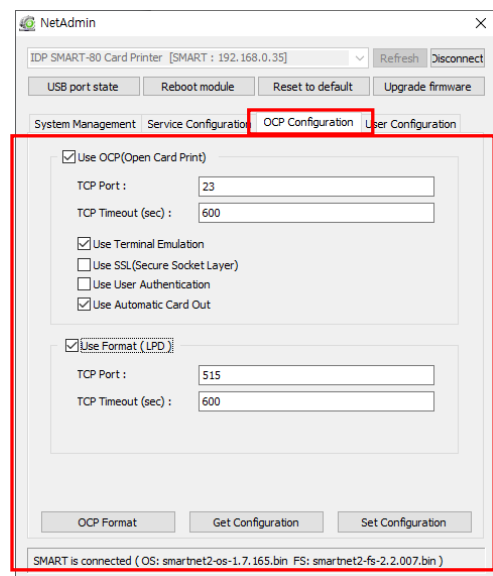 NetAdmin
IDP SMART-80 Card Printer [SMART : 192.168.0.35] Refresh Disconnect
USB port state Reboot module Reset to default Upgrade firmware
System Management Service Configuration OCP Configuration User Configuration
Use OCP(Open Card Print)
TCP Port : 23
TCP Timeout (sec) : 600
Use Terminal Emulation
Use SSL(Secure Socket Layer)
Use User Authentication
Use Automatic Card Out
Use Format ( LPD )
TCP Port : 515
TCP Timeout (sec) : 600
OCP Format Get Configuration Set Configuration
SMART is connected ( OS: smartnet2-os-1.7.165.bin FS: smartnet2-fs-2.2.007.bin )